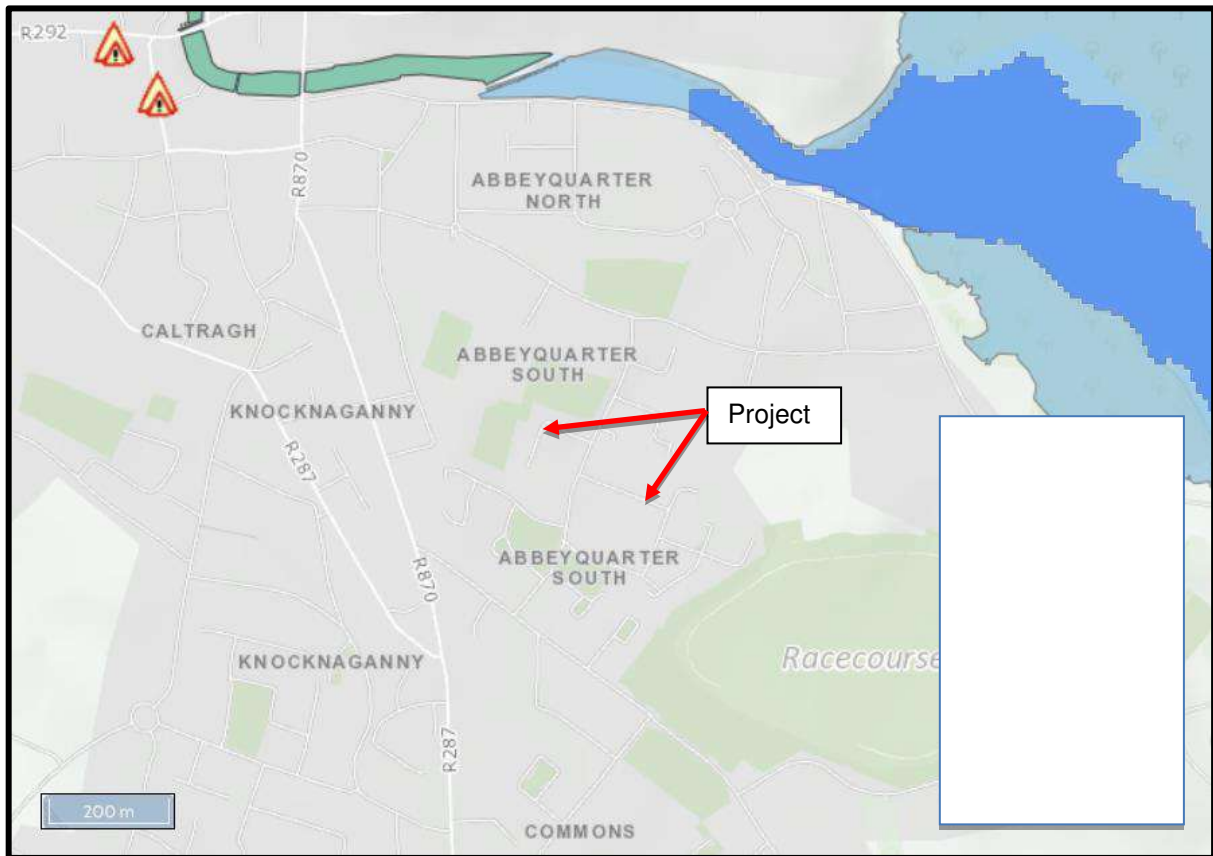 R292
R870
ABBEYQUARTER
NORTH
CALTRAGH
ABBEYQUARTER
SOUTH
KNOCKNAGANNY
Project
R287
R870
ABBEYQUARTER
SOUTH
KNOCKNAGANNY
Racecourse
R287
200 m
COMMONS